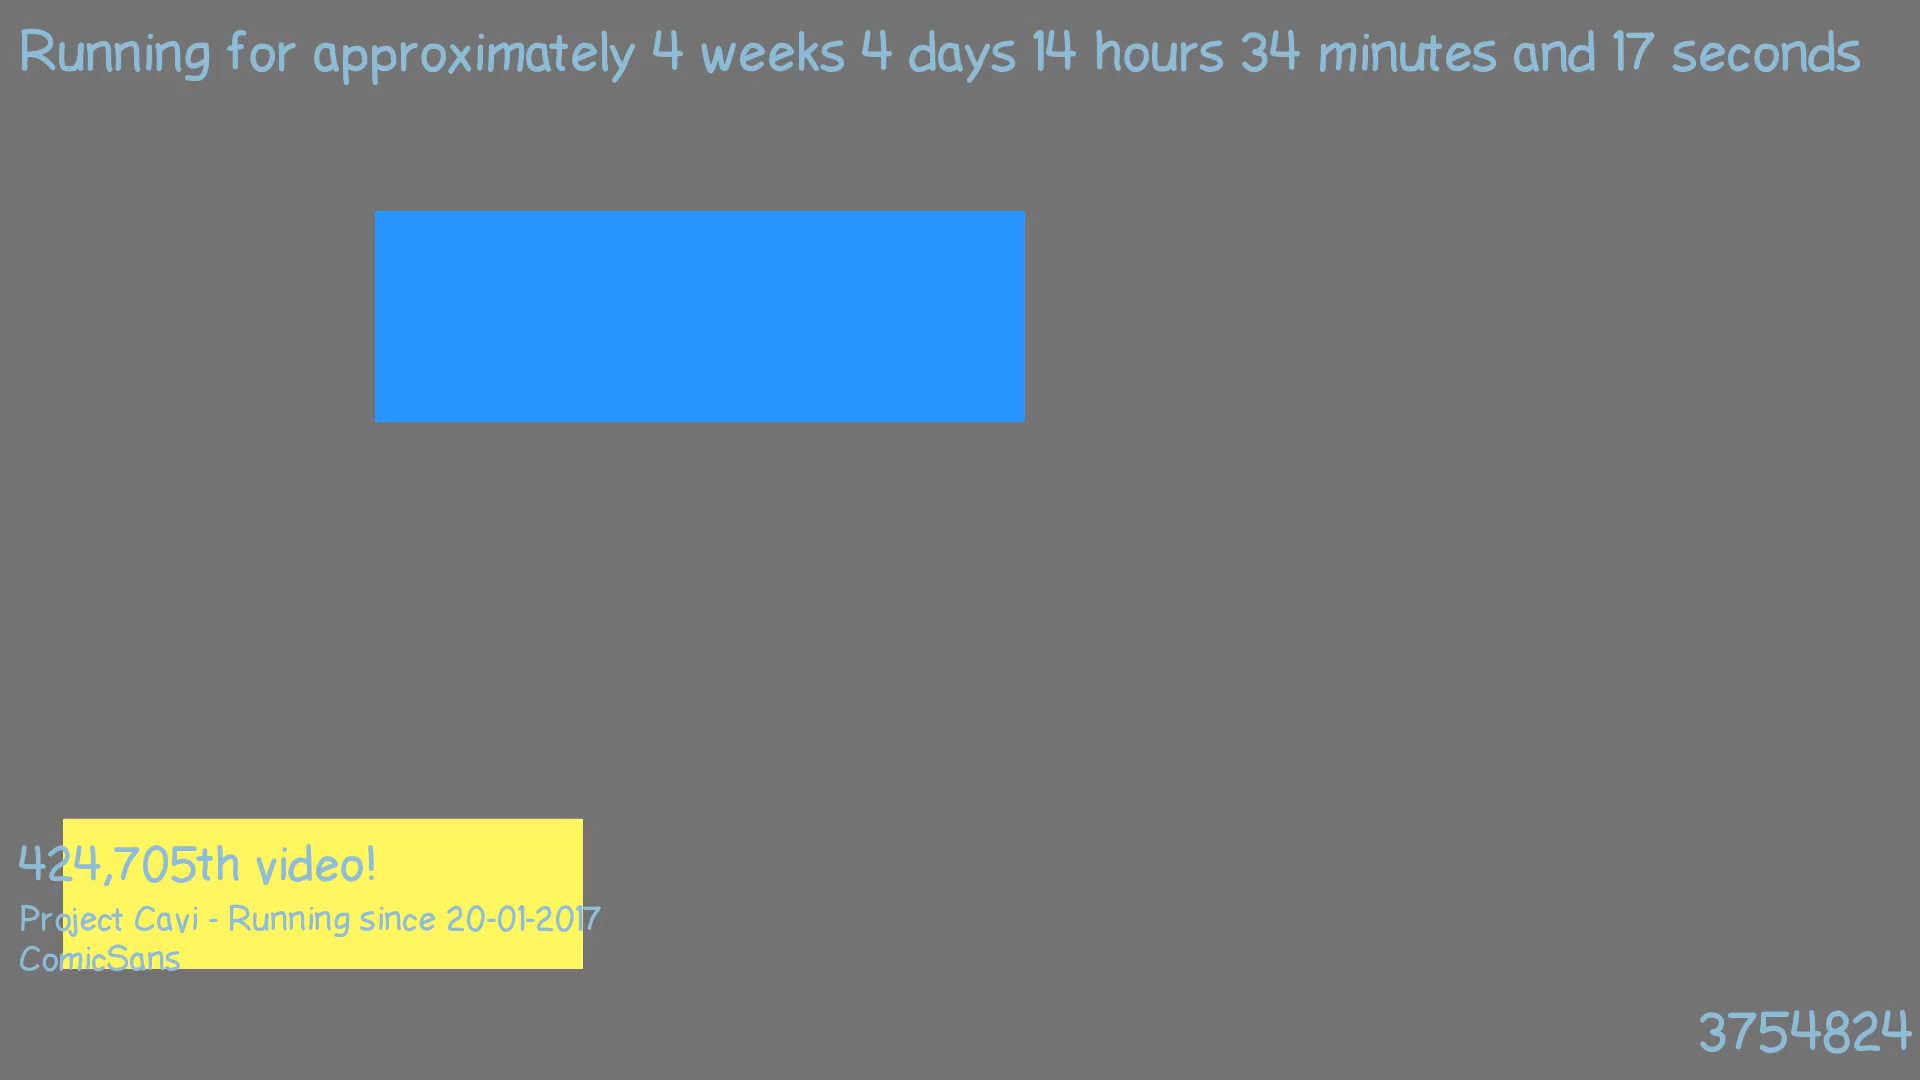 Running for approximately 4 weeks 4 days 14 hours 34 minutes and 17 seconds
424,705th video!
Project Cavi - Running since 20-01-2017
ComicSans
3754824